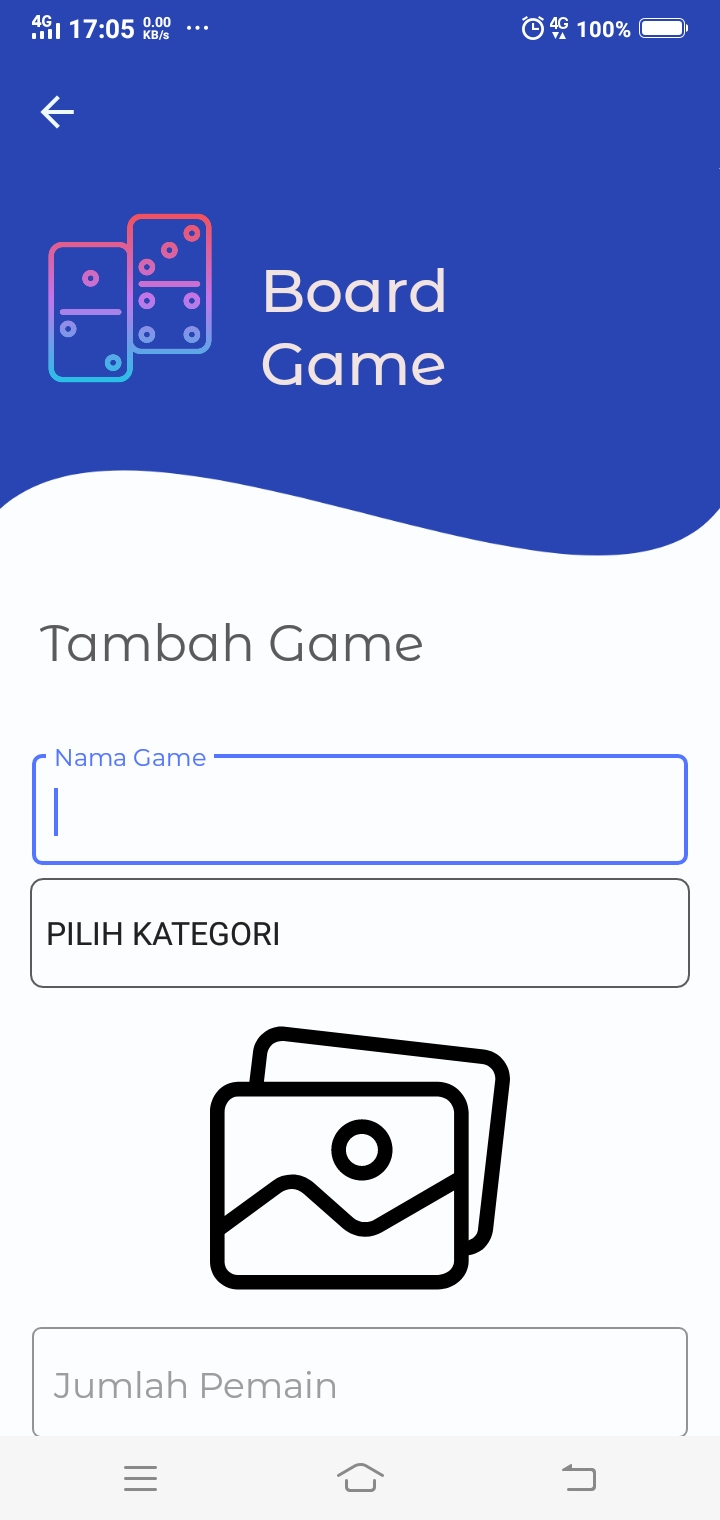 4G 17:05 0.00 KB/s ... 4G 100%
Board
Game
Tambah Game
Nama Game
PILIH KATEGORI
Jumlah Pemain